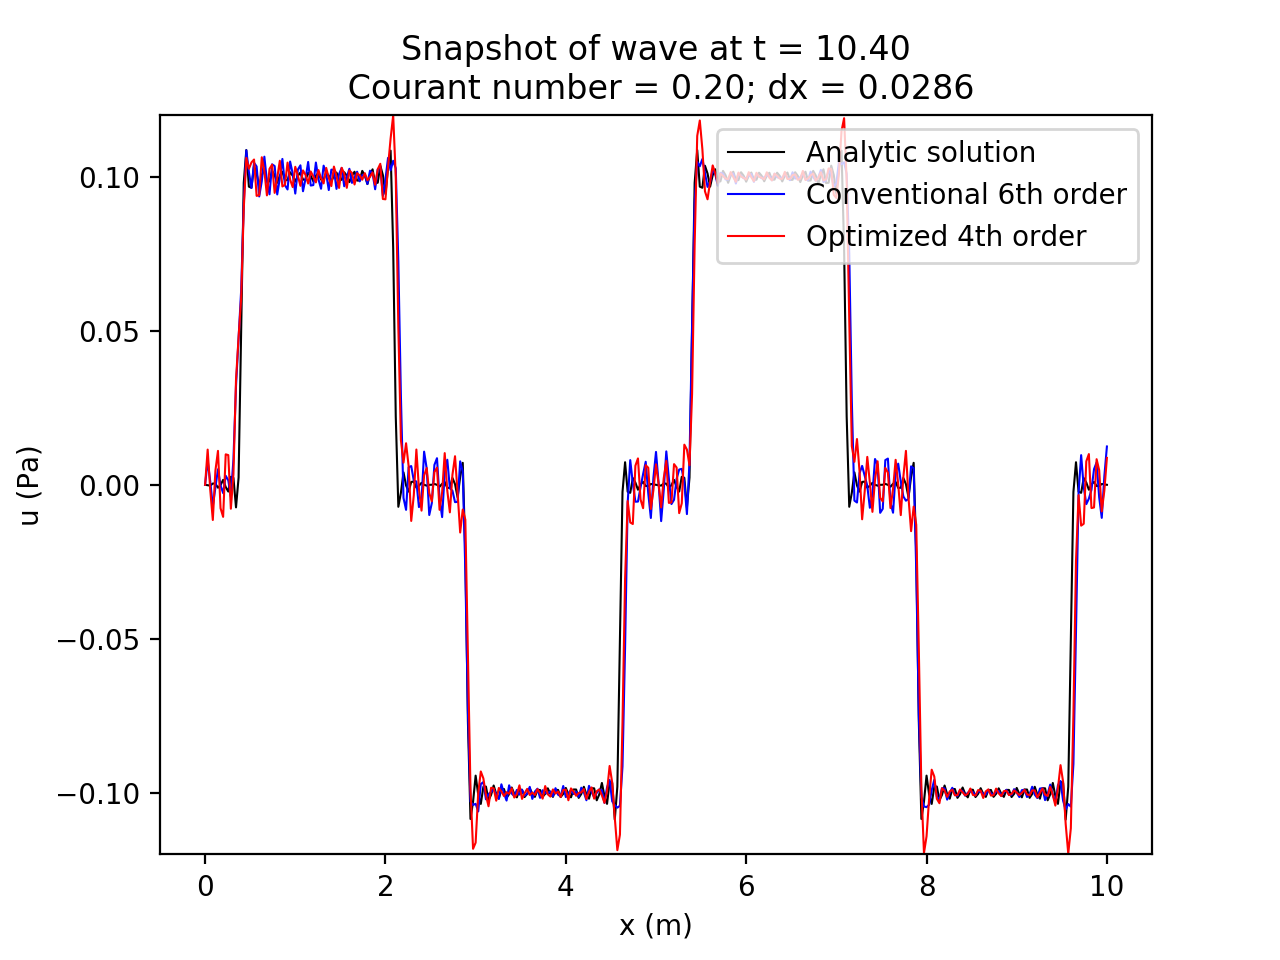 Snapshot of wave at t = 10.40
Courant number = 0.20; dx = 0.0286
Analytic solution
Conventional 6th order
Optimized 4th order
0.10
0.05
0.00
−0.05
−0.10
u (Pa)
0 2 4 6 8 10
x (m)